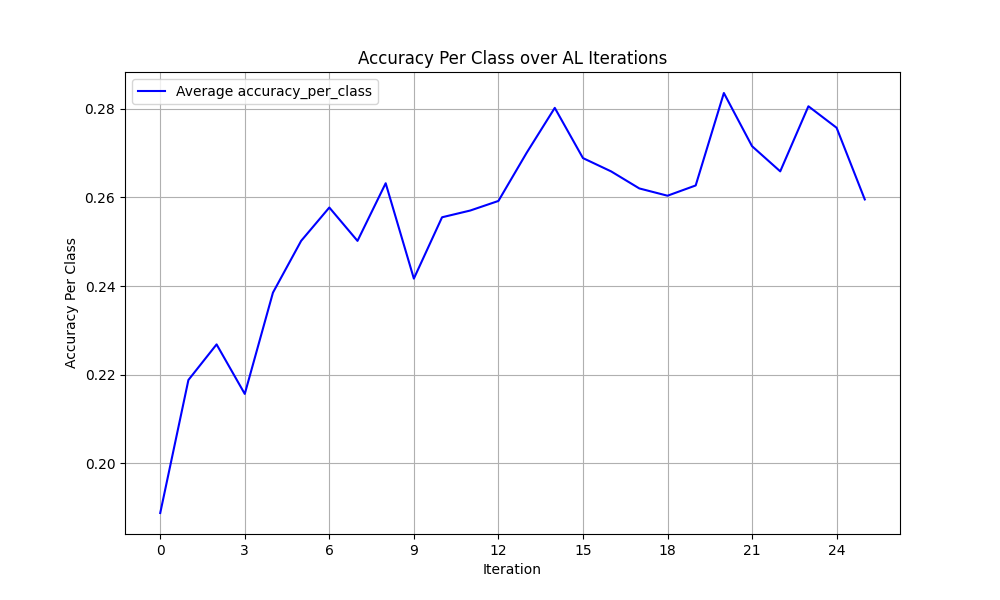 Accuracy Per Class over AL Iterations
Average accuracy_per_class
0.28
0.26
0.24
0.22
0.20
Accuracy Per Class
0 3 6 9 12 15 18 21 24
Iteration